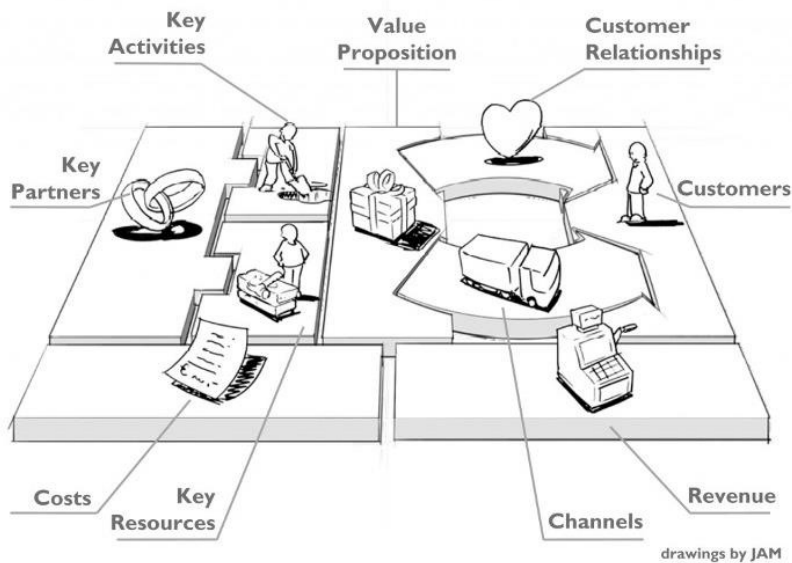 Key
Activities
Value
Proposition
Customer
Relationships
Key
Partners
Customers
Costs
Key
Resources
Channels
Revenue
drawings by JAM